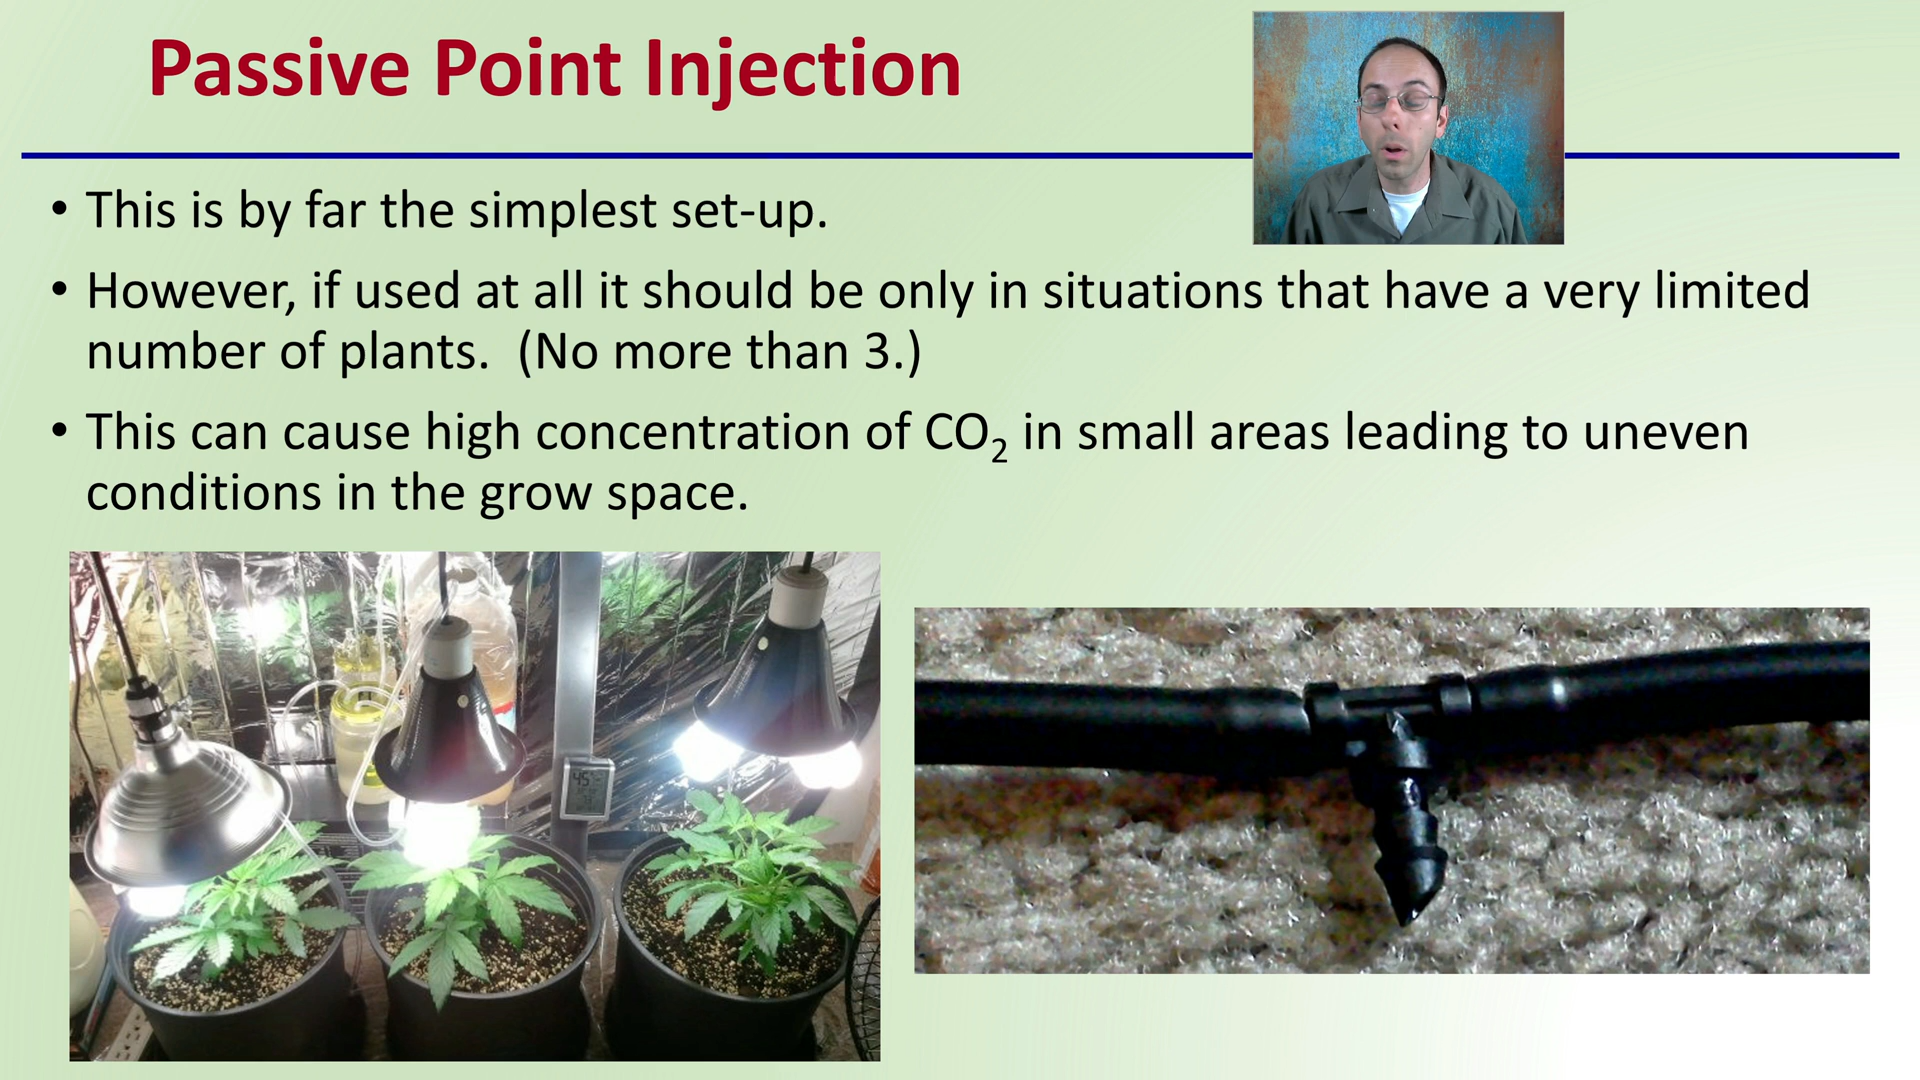 Passive Point Injection
• This is by far the simplest set-up.
• However, if used at all it should be only in situations that have a very limited
number of plants.  (No more than 3.)
• This can cause high concentration of CO₂ in small areas leading to uneven
conditions in the grow space.
45